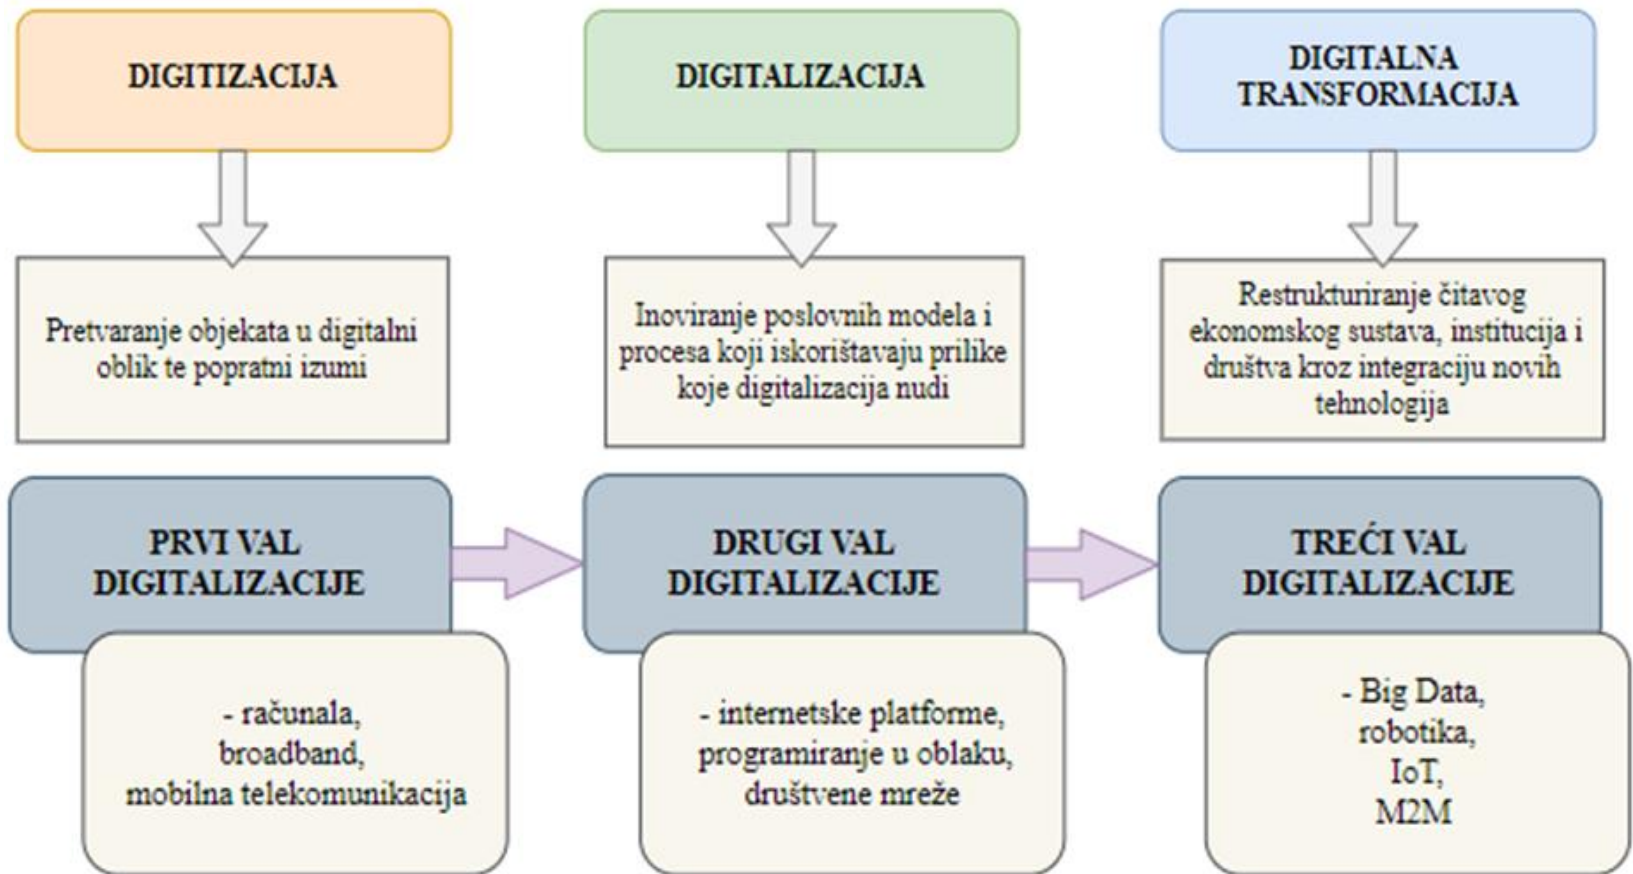 DIGITIZACIJA
DIGITALIZACIJA
DIGITALNA
TRANSFORMACIJA
Pretvaranje objekata u digitalni
oblik te popratni izumi
Inoviranje poslovnih modela i
procesa koji iskorištavaju prilike
koje digitalizacija nudi
Restrukturiranje čitavog
ekonomskog sustava, institucija i
društva kroz integraciju novih
tehnologija
PRVI VAL
DIGITALIZACIJE
DRUGI VAL
DIGITALIZACIJE
TREĆI VAL
DIGITALIZACIJE
- računala,
broadband,
mobilna telekomunikacija
- internetske platforme,
programiranje u oblaku,
društvene mreže
- Big Data,
robotika,
IoT,
M2M